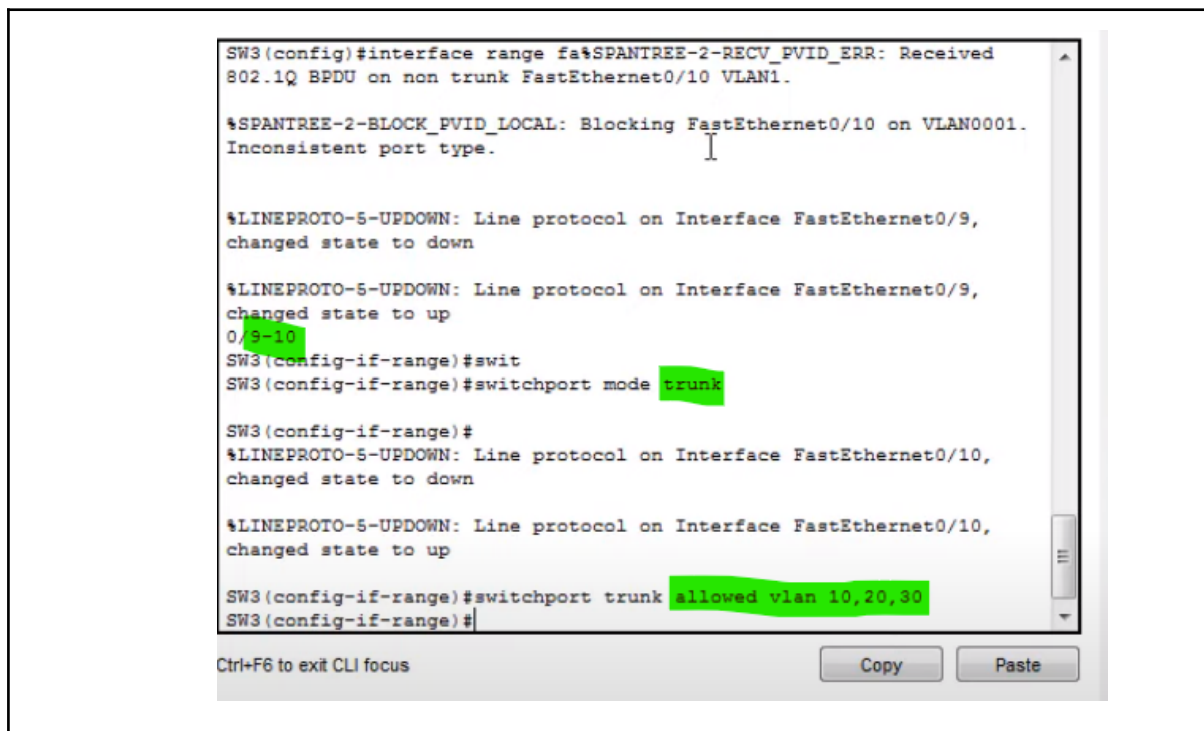 SW3(config)#interface range fa%SPANTREE-2-RECV_PVID_ERR: Received
802.1Q BPDU on non trunk FastEthernet0/10 VLAN1.
%SPANTREE-2-BLOCK_PVID_LOCAL: Blocking FastEthernet0/10 on VLAN0001.
Inconsistent port type.
%LINEPROTO-5-UPDOWN: Line protocol on Interface FastEthernet0/9,
changed state to down
%LINEPROTO-5-UPDOWN: Line protocol on Interface FastEthernet0/9,
changed state to up
0/9-10
SW3(config-if-range)#swit
SW3(config-if-range)#switchport mode trunk
SW3(config-if-range)#
%LINEPROTO-5-UPDOWN: Line protocol on Interface FastEthernet0/10,
changed state to down
%LINEPROTO-5-UPDOWN: Line protocol on Interface FastEthernet0/10,
changed state to up
SW3(config-if-range)#switchport trunk allowed vlan 10,20,30
SW3(config-if-range)#
Ctrl+F6 to exit CLI focus
Copy
Paste